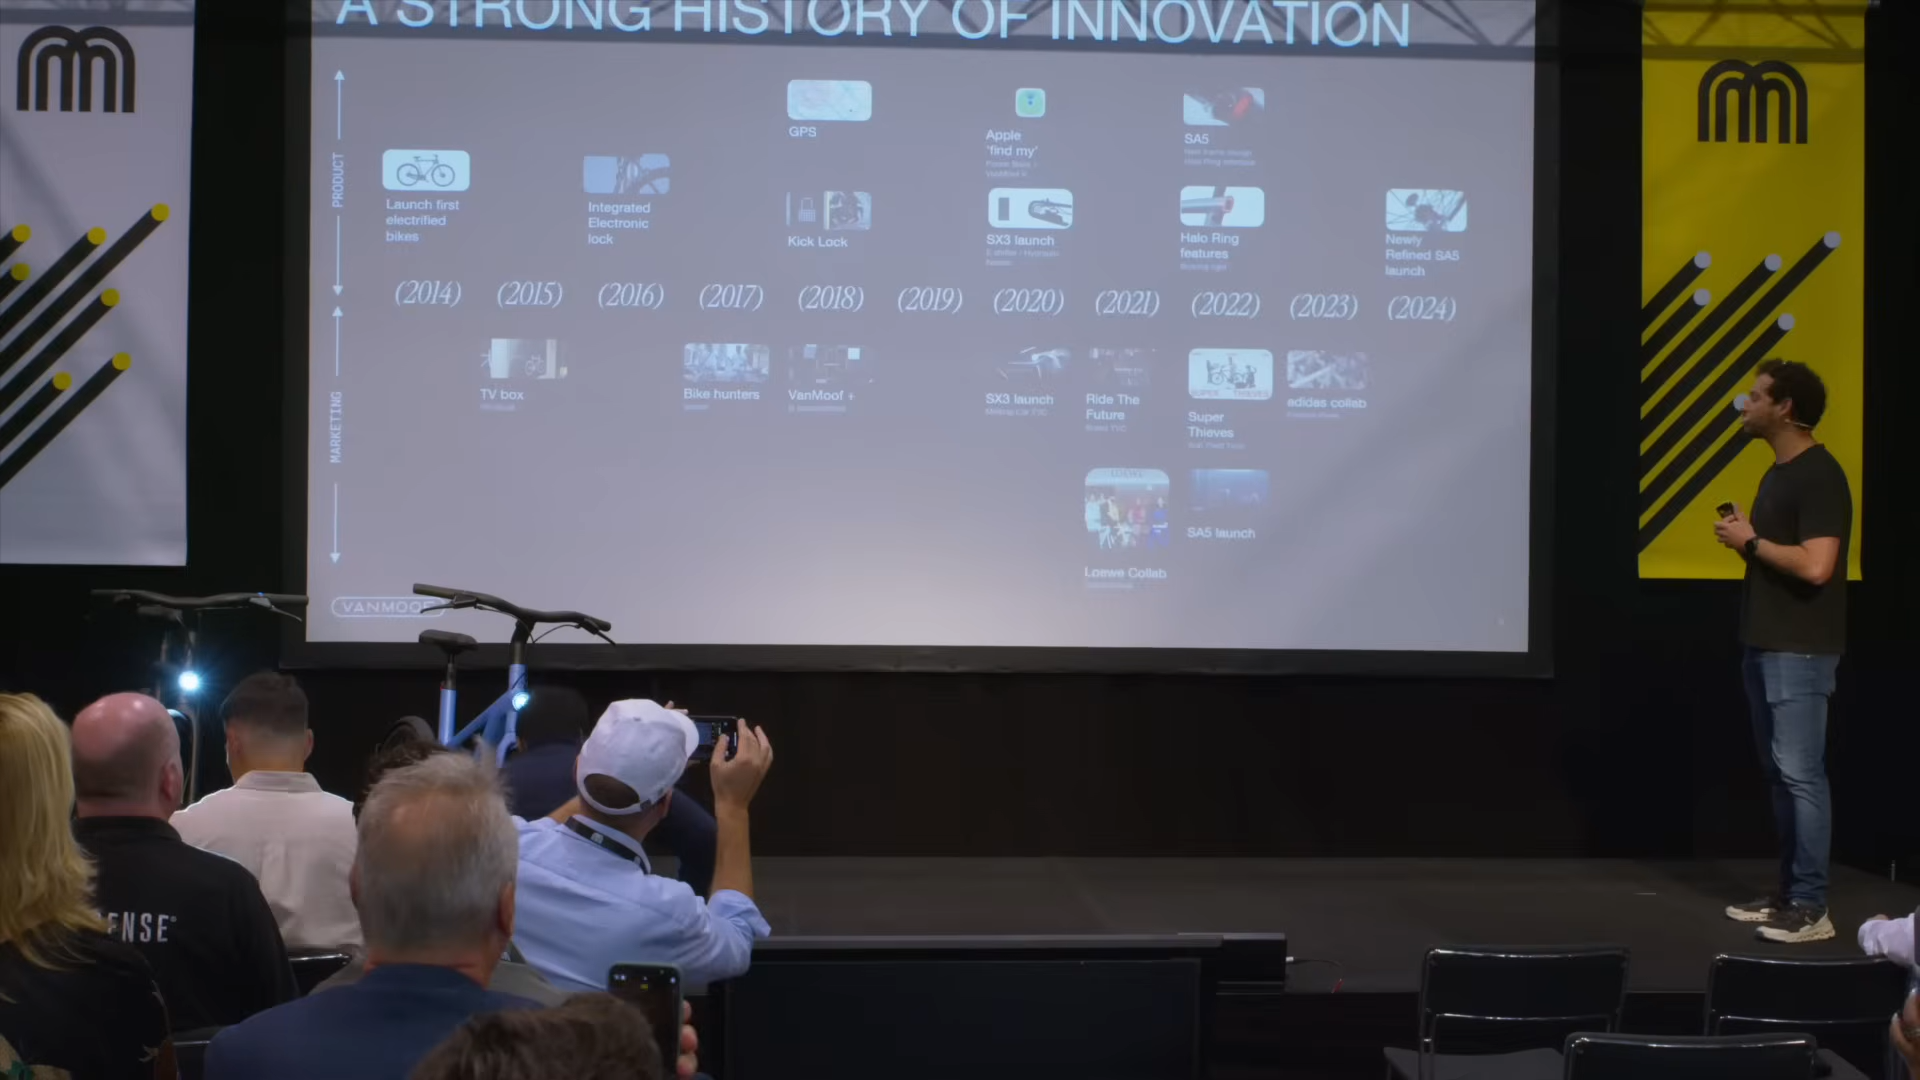 A STRONG HISTORY OF INNOVATION
PRODUCT
GPS
Apple
'find my'
SA5
Launch first
electrified
bikes
Integrated
Electronic
lock
Kick Lock
SX3 launch
Halo Ring
features
Newly
Refined SA5
launch
(2014) (2015) (2016) (2017) (2018) (2019) (2020) (2021) (2022) (2023) (2024)
MARKETING
TV box
Bike hunters
VanMoof +
SX3 launch
Ride The
Future
Super
Thieves
adidas collab
Loewe Collab
SA5 launch
VANMOOF
ENSE